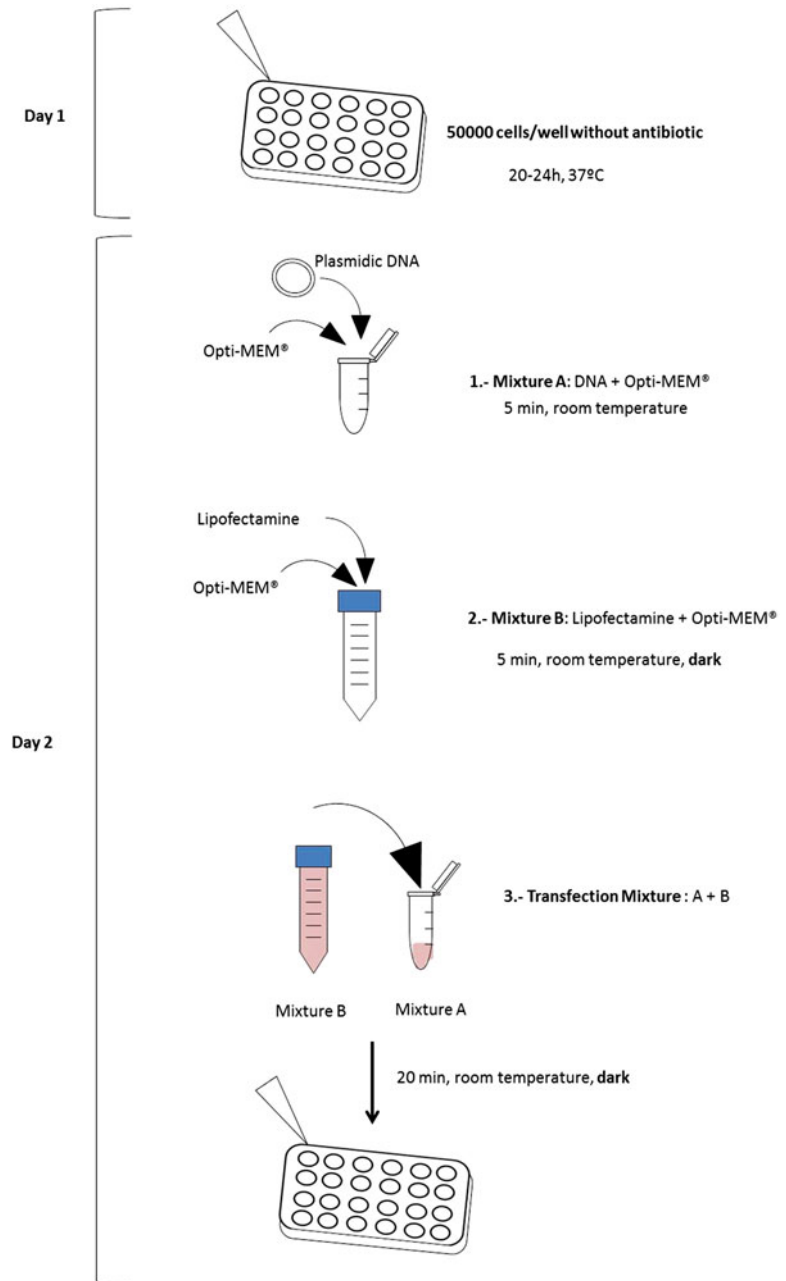 Day 1
50000 cells/well without antibiotic
20-24h, 37ºC
Plasmidic DNA
Opti-MEM®
1.- Mixture A: DNA + Opti-MEM®
5 min, room temperature
Lipofectamine
Opti-MEM®
2.- Mixture B: Lipofectamine + Opti-MEM®
5 min, room temperature, dark
Day 2
3.- Transfection Mixture : A + B
Mixture B
Mixture A
20 min, room temperature, dark